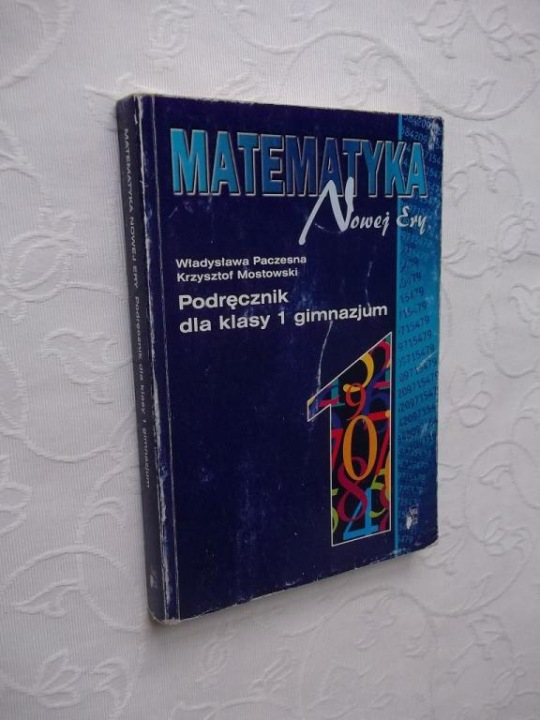 MATEMATYKA
Nowej Ery
Władysława Paczesna
Krzysztof Mostowski
Podręcznik
dla klasy 1 gimnazjum
1
MATEMATYKA NOWEJ ERY Podręcznik dla klasy 1 gimnazjum